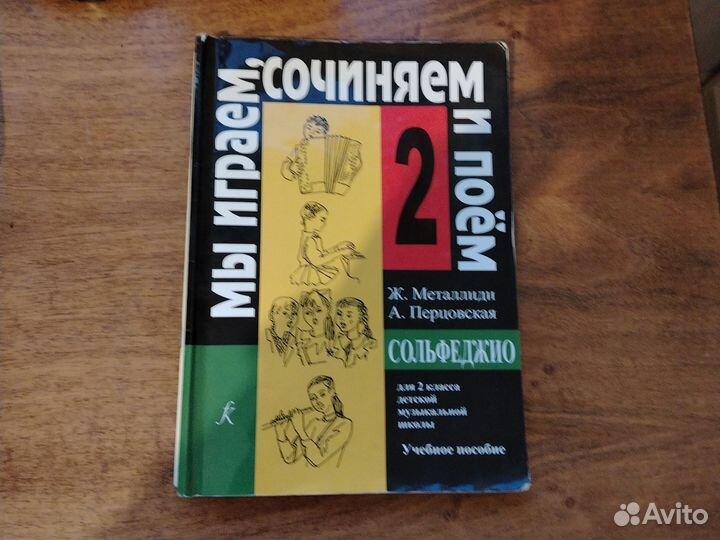 Мы играем,
сочиняем
и поём
2
Ж. Металлиди
А. Перцовская
СОЛЬФЕДЖИО
для 2 класса
детской
музыкальной
школы
Учебное пособие
Avito